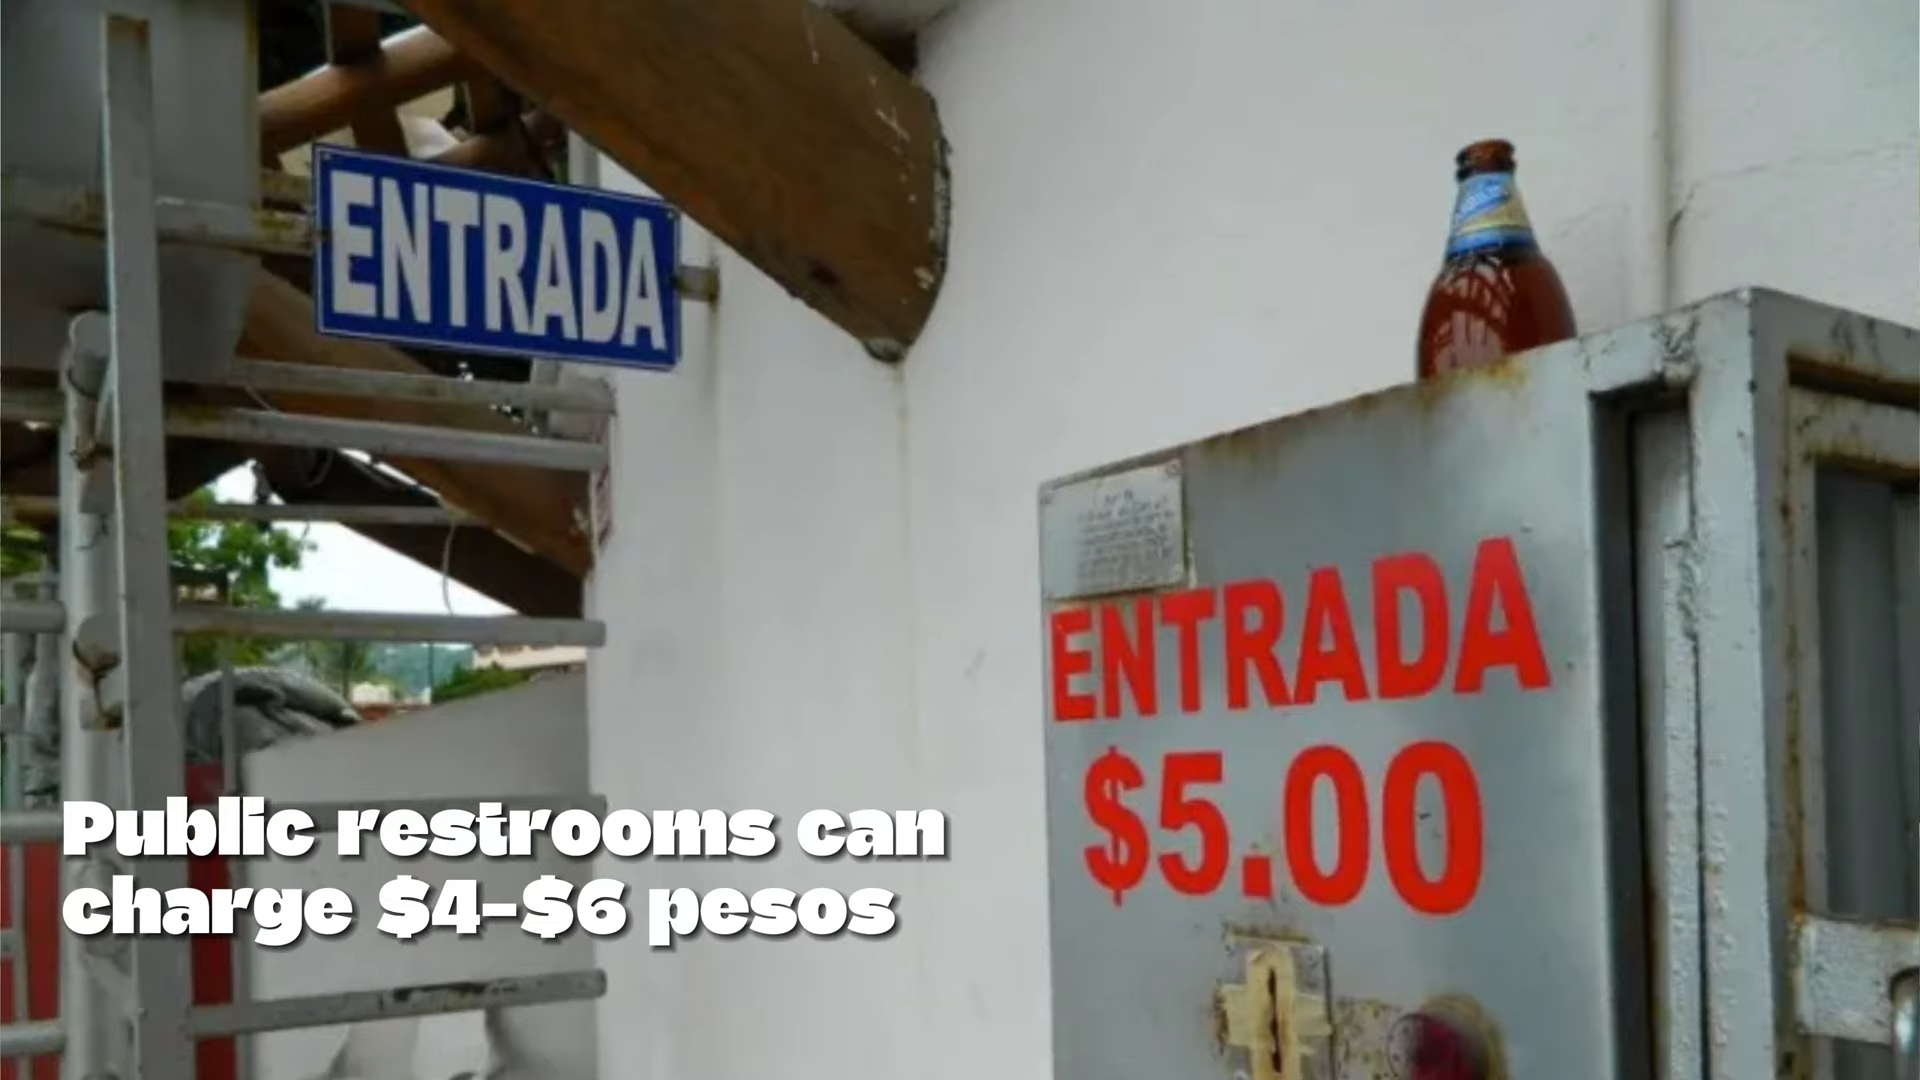 ENTRADA
ENTRADA
$5.00
Public restrooms can
charge $4-$6 pesos